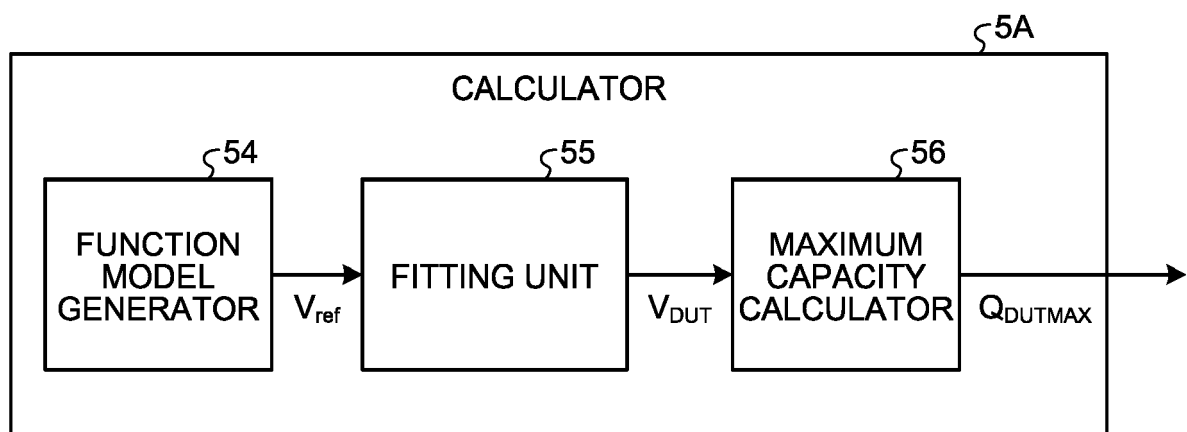 5A
CALCULATOR
54
55
56
FUNCTION
MODEL
GENERATOR
FITTING UNIT
MAXIMUM
CAPACITY
CALCULATOR
Vref
VDUT
QDUTMAX